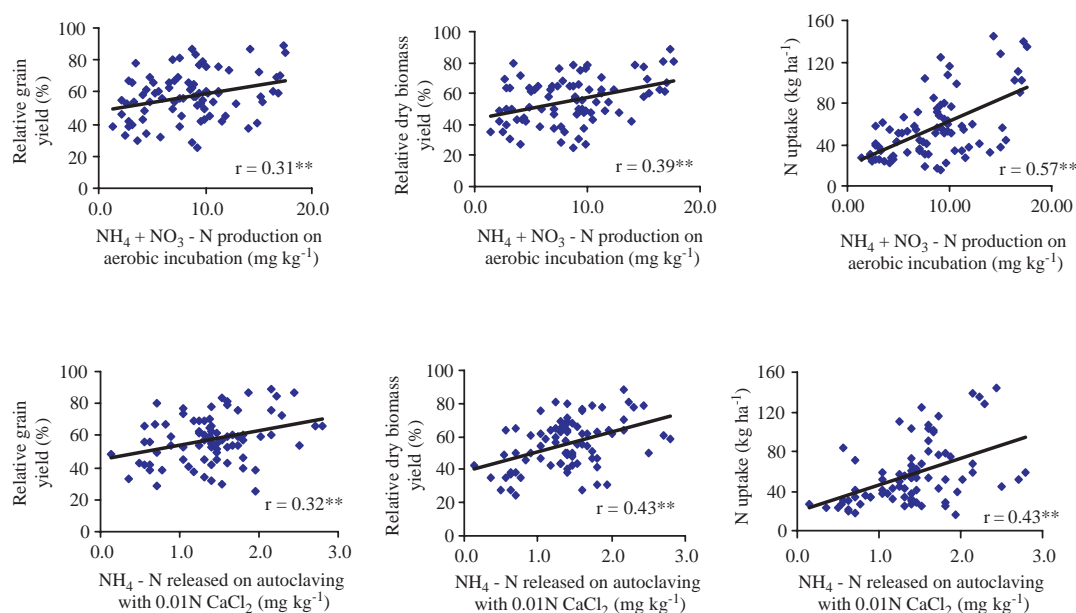 100
80
60
40
20
0
0.0 10.0 20.0
Relative grain
yield (%)
r = 0.31**
NH₄ + NO₃ - N production on
aerobic incubation (mg kg⁻¹)
100
80
60
40
20
0
0.0 10.0 20.0
Relative dry biomass
yield (%)
r = 0.39**
NH₄ + NO₃ - N production on
aerobic incubation (mg kg⁻¹)
160
120
80
40
0
0.00 10.00 20.00
N uptake (kg ha⁻¹)
r = 0.57**
NH₄ + NO₃ - N production on
aerobic incubation (mg kg⁻¹)
100
80
60
40
20
0
0.0 1.0 2.0 3.0
Relative grain
yield (%)
r = 0.32**
NH₄ - N released on autoclaving
with 0.01N CaCl₂ (mg kg⁻¹)
100
80
60
40
20
0
0.0 1.0 2.0 3.0
Relative dry biomass
yield (%)
r = 0.43**
NH₄ - N released on autoclaving
with 0.01N CaCl₂ (mg kg⁻¹)
160
120
80
40
0
0.0 1.0 2.0 3.0
N uptake (kg ha⁻¹)
r = 0.43**
NH₄ - N released on autoclaving
with 0.01N CaCl₂ (mg kg⁻¹)